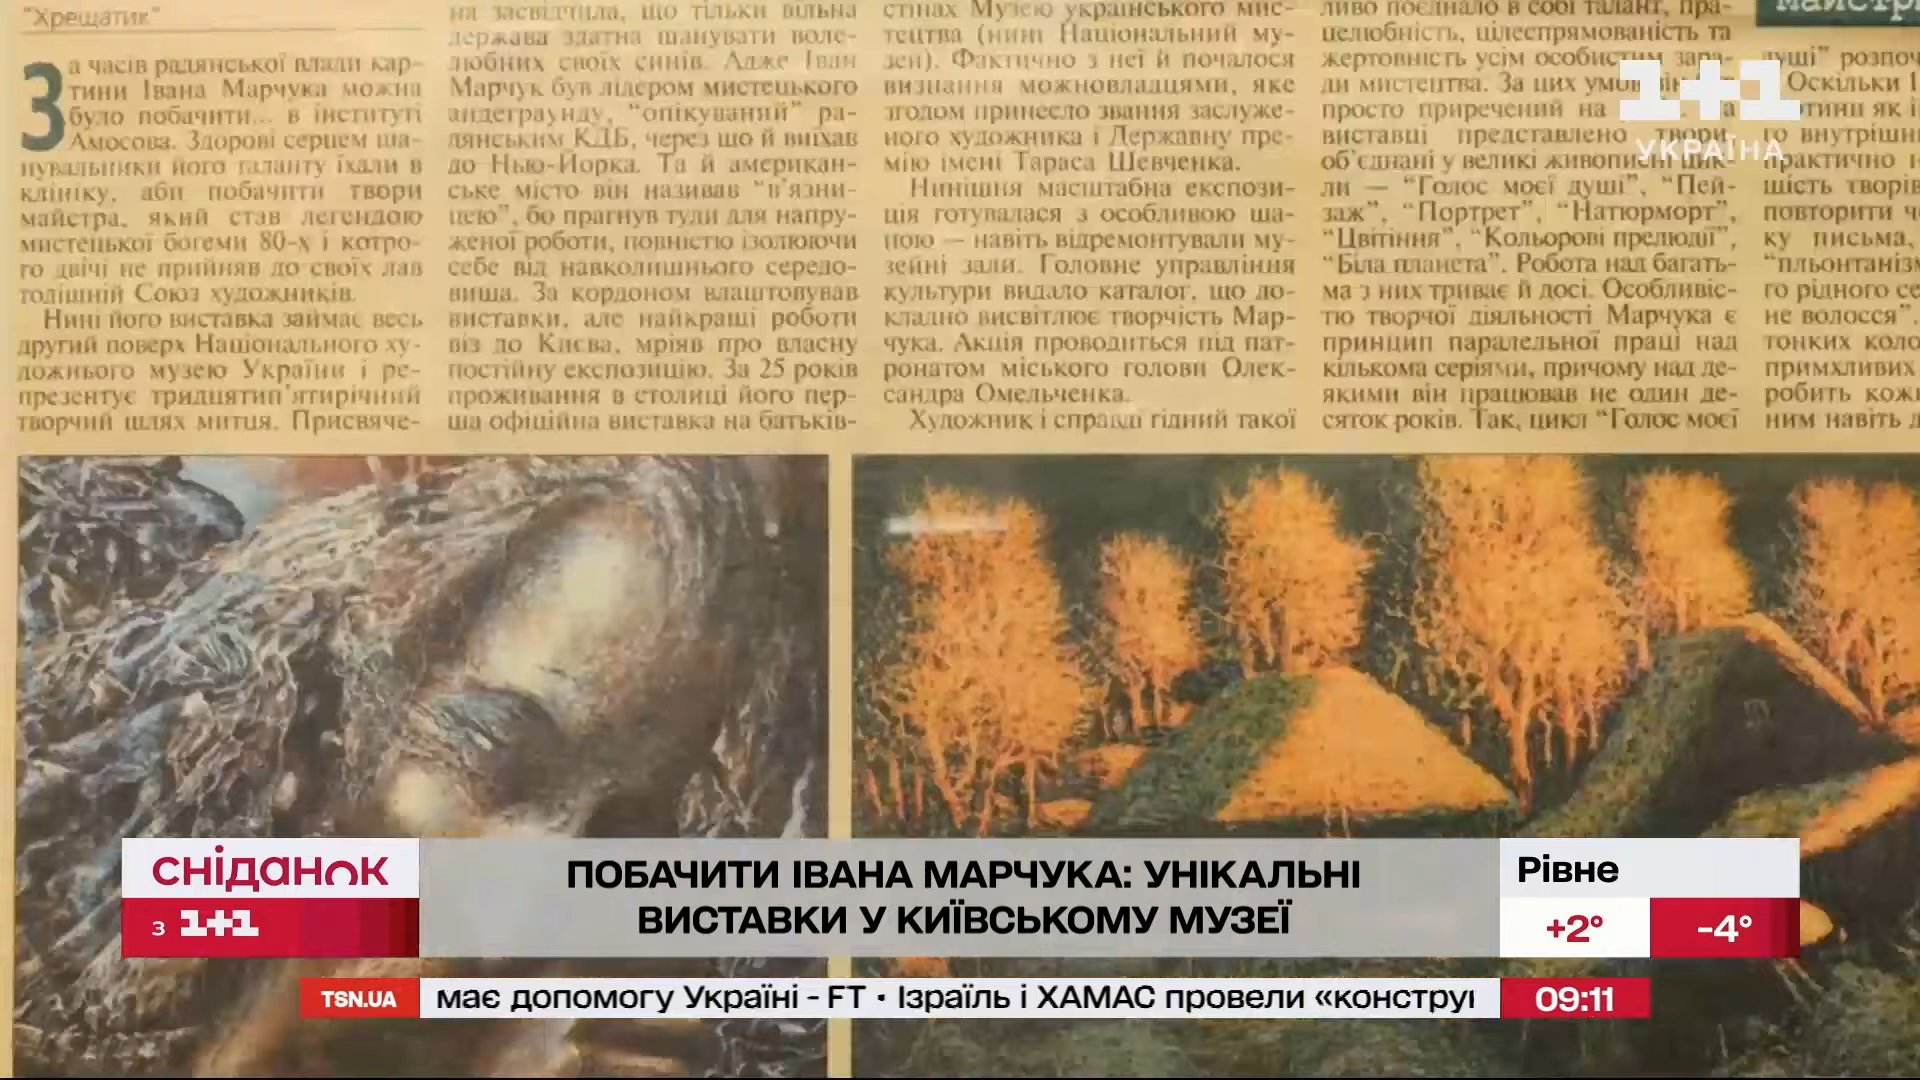 "Хрещатик"
За часів радянської влади кар-
тини Івана Марчука можна
було побачити... в інституті
Амосова. Здорові серцем ша-
нувальники його таланту їхали в
клініку, аби побачити твори
майстра, який став легендою
мистецької богеми 80-х і котро-
го двічі не прийняв до своїх лав
тодішній Союз художників.
Нині його виставка займає весь
другий поверх Національного ху-
дожнього музею України і ре-
презентує тридцятип'ятирічний
творчий шлях митця. Присвяче-
на засвідчила, що тільки вільна
держава здатна шанувати воле-
любних своїх синів. Адже Іван
Марчук був лідером мистецького
андеграунду, "опікуваний" ра-
дянським КДБ, через що й виїхав
до Нью-Йорка. Та й американ-
ське місто він називав "в'язни-
цею", бо прагнув туди для напру-
женої роботи, повністю ізолюючи
себе від навколишнього середо-
вища. За кордоном влаштовував
виставки, але найкращі роботи
віз до Києва, мріяв про власну
постійну експозицію. За 25 років
проживання в столиці його пер-
ша офіційна виставка на батьків-
стінах Музею українського мис-
тецтва (нині Національний му-
зей). Фактично з неї й почалося
визнання можновладцями, яке
згодом принесло звання заслуже-
ного художника і Державну пре-
мію імені Тараса Шевченка.
Нинішня масштабна експози-
ція готувалася з особливою ша-
ною — навіть відремонтували му-
зейні зали. Головне управління
культури видало каталог, що до-
кладно висвітлює творчість Мар-
чука. Акція проводиться під пат-
ронатом міського голови Олек-
сандра Омельченка.
Художник і справді гідний такої
ливо поєднало в собі талант, пра-
целюбність, цілеспрямованість та
жертовність усім особистим зара-
ди мистецтва. За цих умов він
просто приречений на
виставці представлено твори,
об'єднані у великі живописні цик-
ли — "Голос моєї душі", "Пей-
заж", "Портрет", "Натюрморт",
"Цвітіння", "Кольорові прелюдії",
"Біла планета". Робота над багать-
ма з них триває й досі. Особливіс-
тю творчої діяльності Марчука є
принцип паралельної праці над
кількома серіями, причому над де-
якими він працював не один де-
сяток років. Так, цикл "Голос моєї
майстр
душі" розпоч
Оскільки І
ртини як і
го внутрішн
рактично н
шість творів
повторити ч
ку письма,
"пльонтанізм
го рідного се
не волосся".
тонких коло
примхливих
робить кожн
ним навіть д
1+1
УКРАЇНА
СНІДАНОК
З 1+1
ПОБАЧИТИ ІВАНА МАРЧУКА: УНІКАЛЬНІ
ВИСТАВКИ У КИЇВСЬКОМУ МУЗЕЇ
Рівне
+2° -4°
TSN.UA має допомогу Україні - FT • Ізраїль і ХАМАС провели «констру 09:11